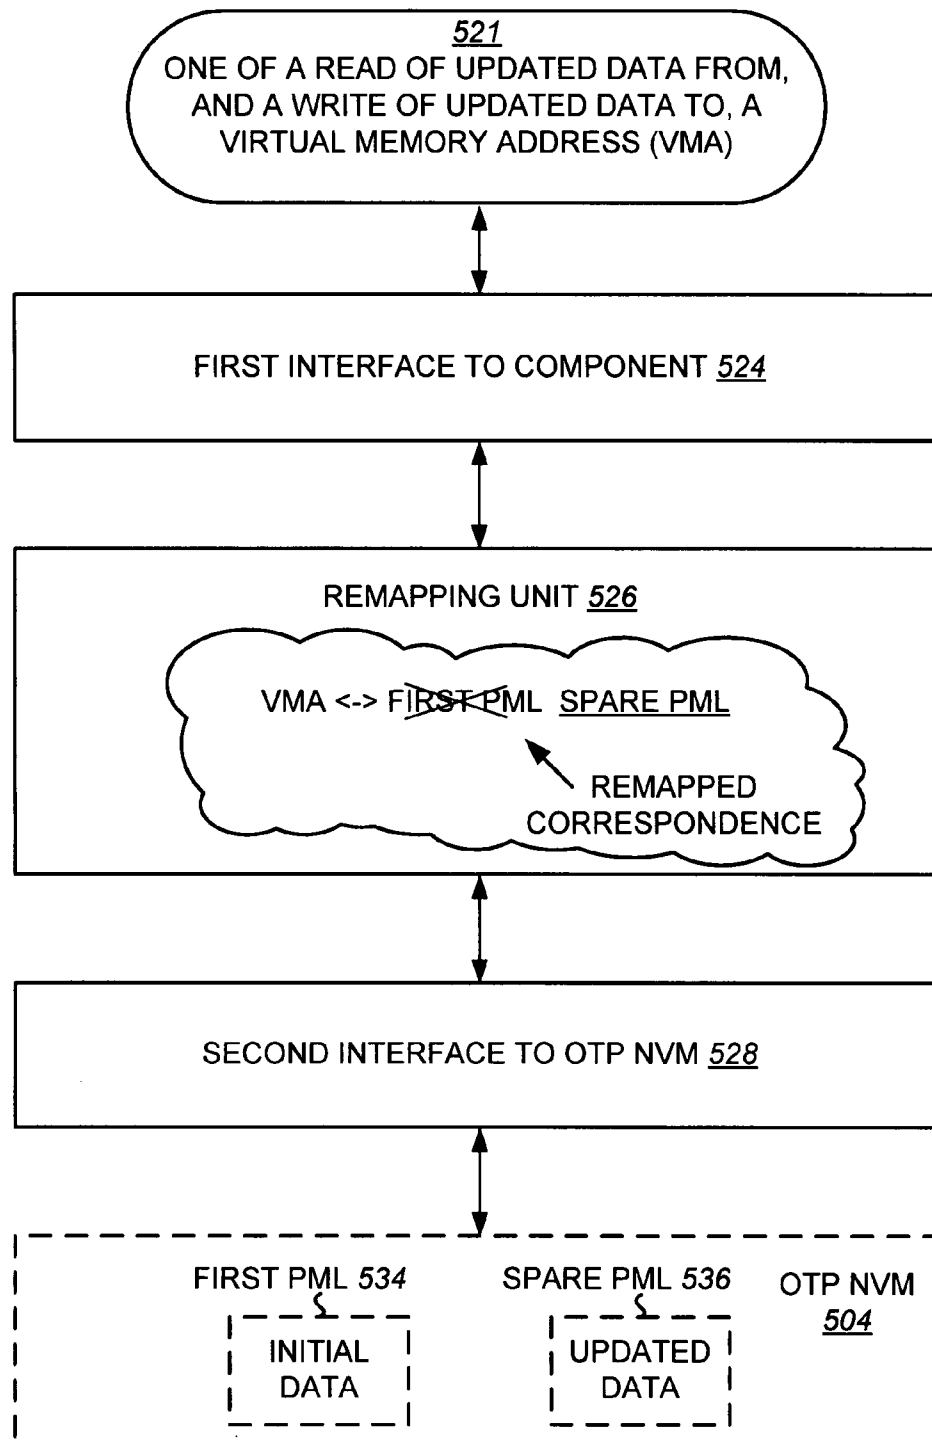 521
ONE OF A READ OF UPDATED DATA FROM,
AND A WRITE OF UPDATED DATA TO, A
VIRTUAL MEMORY ADDRESS (VMA)
FIRST INTERFACE TO COMPONENT 524
REMAPPING UNIT 526
VMA <-> FIRST PML SPARE PML
REMAPPED
CORRESPONDENCE
SECOND INTERFACE TO OTP NVM 528
FIRST PML 534
SPARE PML 536
OTP NVM
504
INITIAL
DATA
UPDATED
DATA